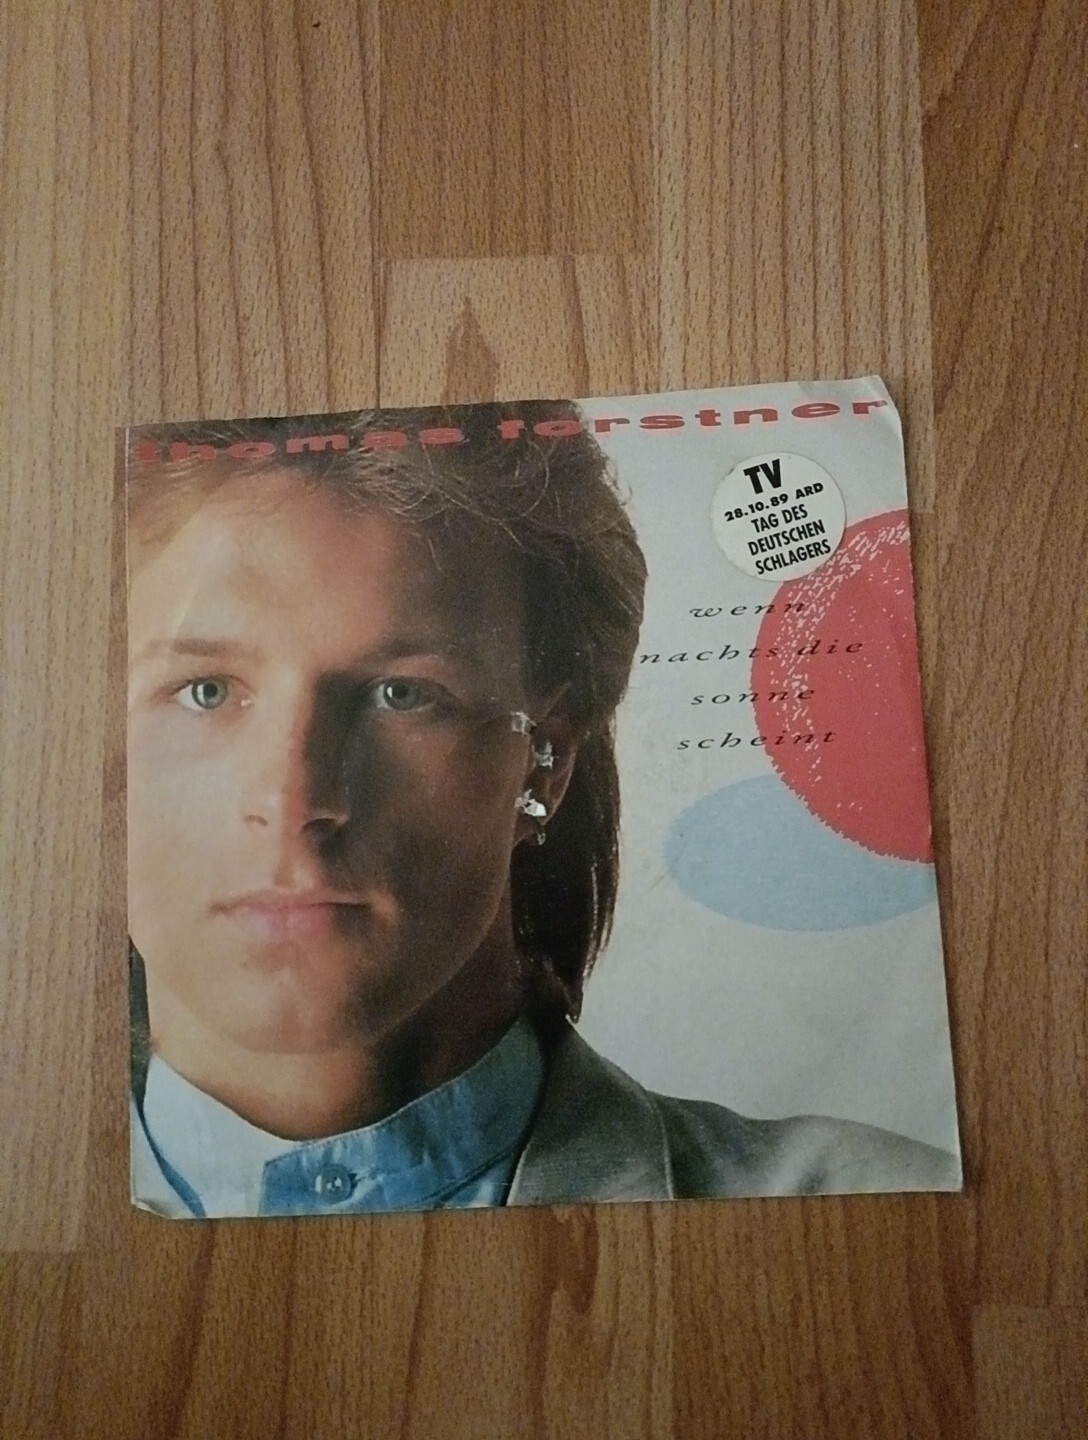 thomas forstner
TV
28.10.89 ARD
TAG DES
DEUTSCHEN
SCHLAGERS
wenn
nachts die
sonne
scheint